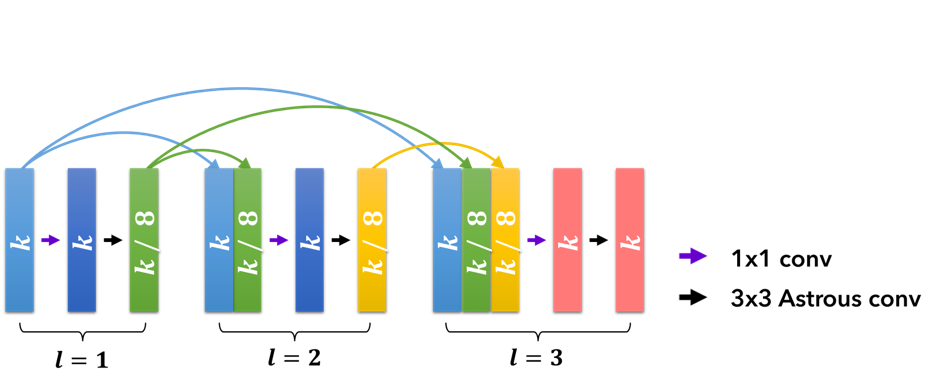 k
k
k / 8
k
k / 8
k
k / 8
k
k / 8
k / 8
k
k
1x1 conv
3x3 Astrous conv
l = 1
l = 2
l = 3